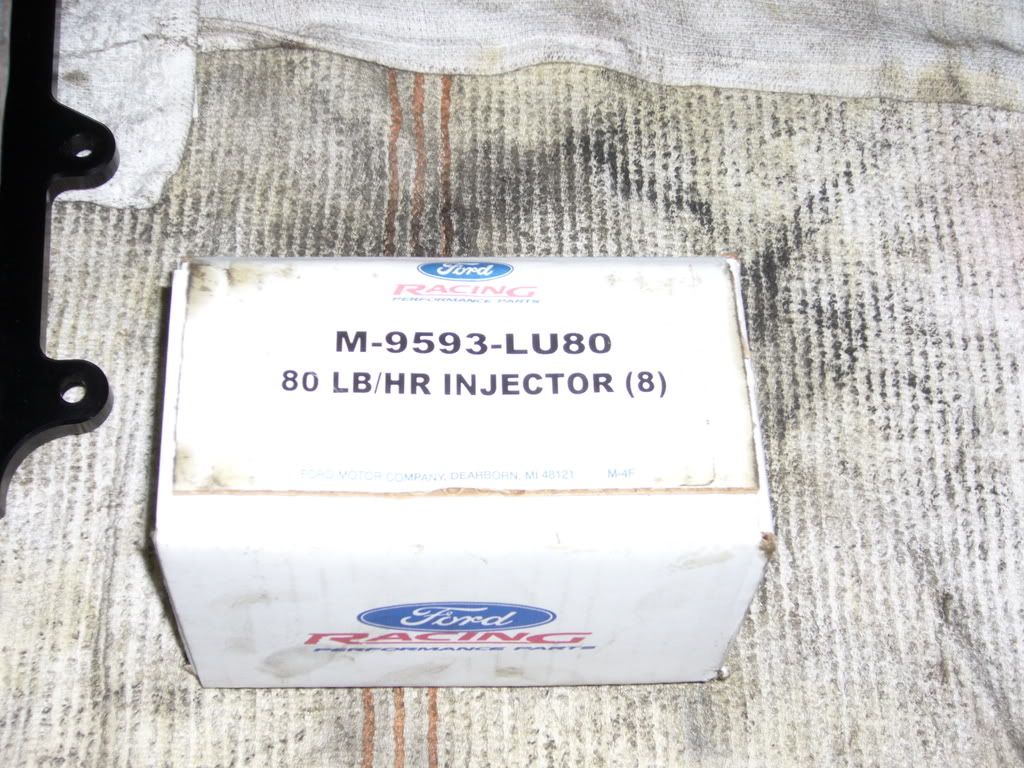 Ford
RACING
PERFORMANCE PARTS
M-9593-LU80
80 LB/HR INJECTOR (8)
FORD MOTOR COMPANY, DEARBORN, MI 48121 M-4F
Ford
RACING
PERFORMANCE PARTS